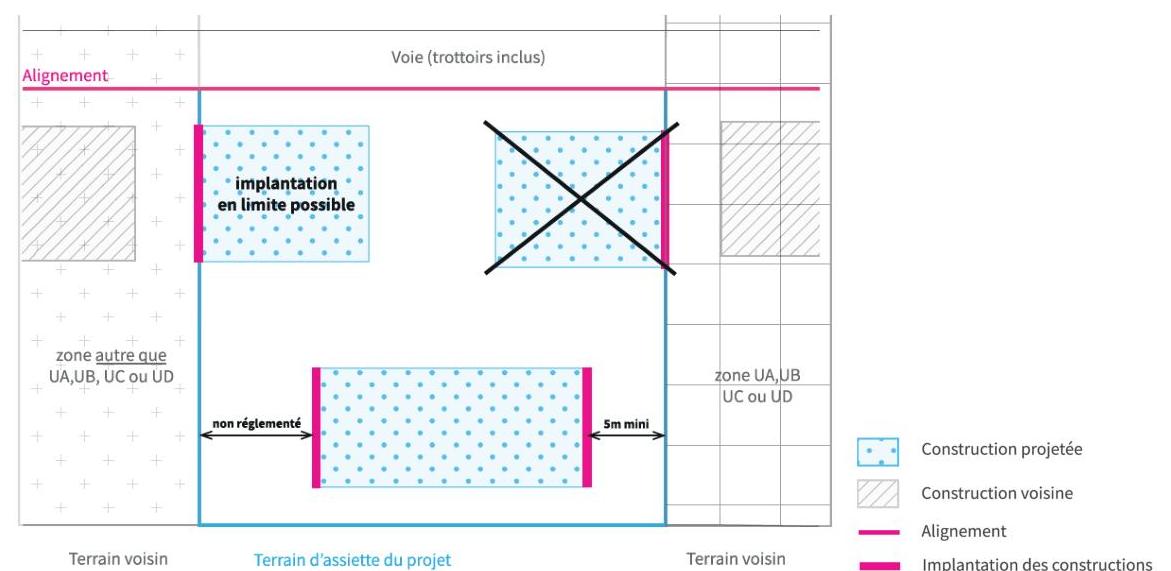 Voie (trottoirs inclus)
Alignement
implantation
en limite possible
zone autre que
UA,UB, UC ou UD
zone UA,UB
UC ou UD
non réglementé
5m mini
Terrain voisin
Terrain d’assiette du projet
Terrain voisin
Construction projetée
Construction voisine
Alignement
Implantation des constructions